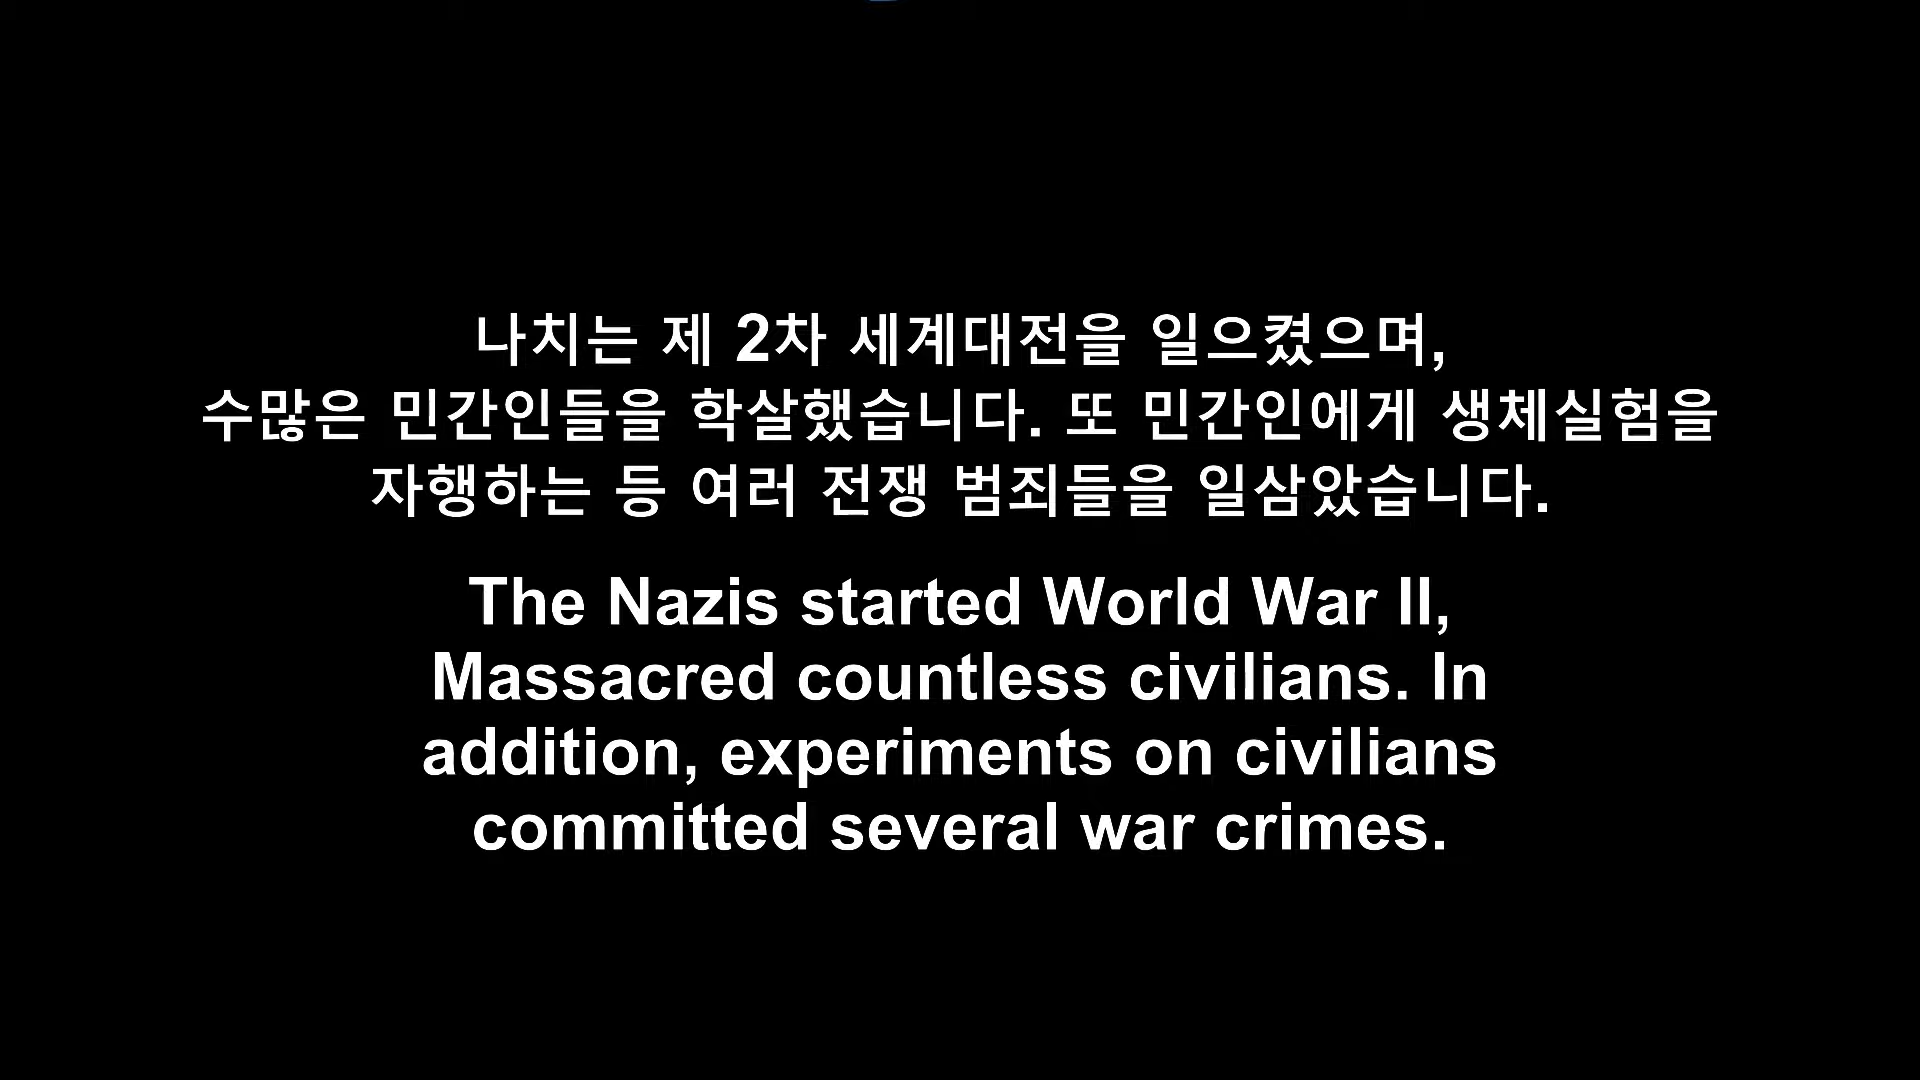 나치는 제 2차 세계대전을 일으켰으며,
수많은 민간인들을 학살했습니다. 또 민간인에게 생체실험을
자행하는 등 여러 전쟁 범죄들을 일삼았습니다.
The Nazis started World War II,
Massacred countless civilians. In
addition, experiments on civilians
committed several war crimes.